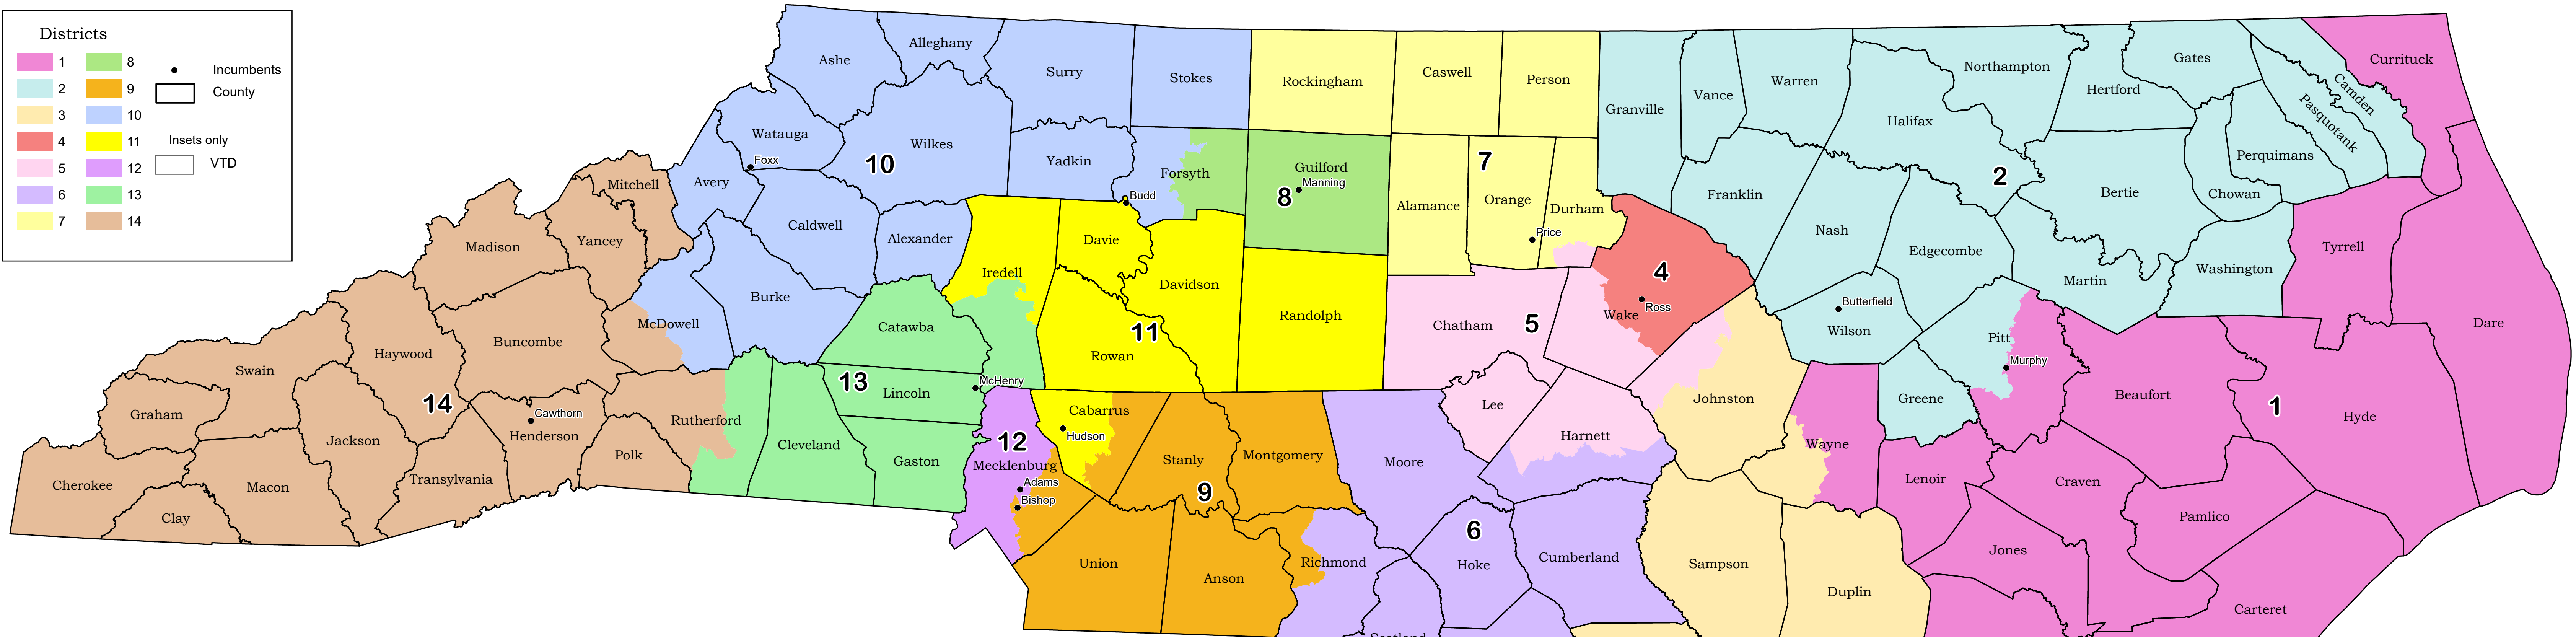 Districts
1
8
2
9
3
10
4
11
5
12
6
13
7
14
Incumbents
County
Insets only
VTD
Ashe
Alleghany
Surry
Stokes
Rockingham
Caswell
Person
Granville
Vance
Warren
Halifax
Northampton
Hertford
Gates
Camden
Pasquotank
Currituck
Perquimans
Chowan
Bertie
Watauga
Foxx
Wilkes
10
Yadkin
Forsyth
Budd
Guilford
Manning
8
Alamance
7
Orange
Durham
Price
Franklin
Nash
Edgecombe
2
Martin
Washington
Tyrrell
Dare
Mitchell
Avery
Caldwell
Alexander
Iredell
Davie
Davidson
Randolph
Chatham
5
4
Wake
Ross
Butterfield
Wilson
Pitt
Murphy
Greene
Beaufort
1
Hyde
Madison
Yancey
McDowell
Burke
Catawba
Rowan
11
Swain
Haywood
Buncombe
13
Lincoln
McHenry
Graham
14
Cawthorn
Henderson
Rutherford
Cleveland
Gaston
12
Mecklenburg
Adams
Bishop
Cabarrus
Hudson
Stanly
9
Montgomery
Moore
Lee
Harnett
Johnston
Wayne
Lenoir
Craven
Pamlico
Cherokee
Clay
Macon
Jackson
Transylvania
Polk
Union
Anson
Richmond
6
Hoke
Cumberland
Sampson
Duplin
Jones
Carteret
Scotland